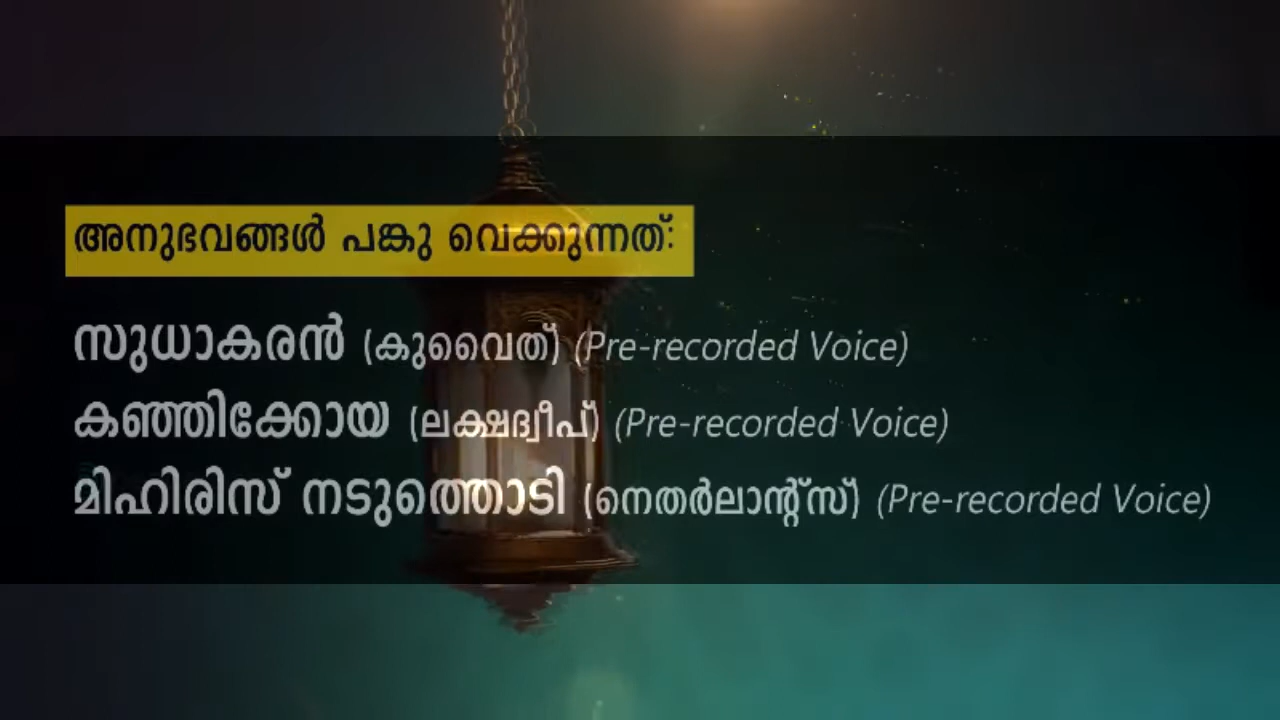 അനുഭവങ്ങൾ പങ്കു വെക്കുന്നത്:
സുധാകരൻ (കുവൈത്) (Pre-recorded Voice)
കഞ്ഞിക്കോയ (ലക്ഷദ്വീപ്) (Pre-recorded Voice)
മിഹിരിസ് നടുത്തൊടി (നെതർലാന്റ്സ്) (Pre-recorded Voice)